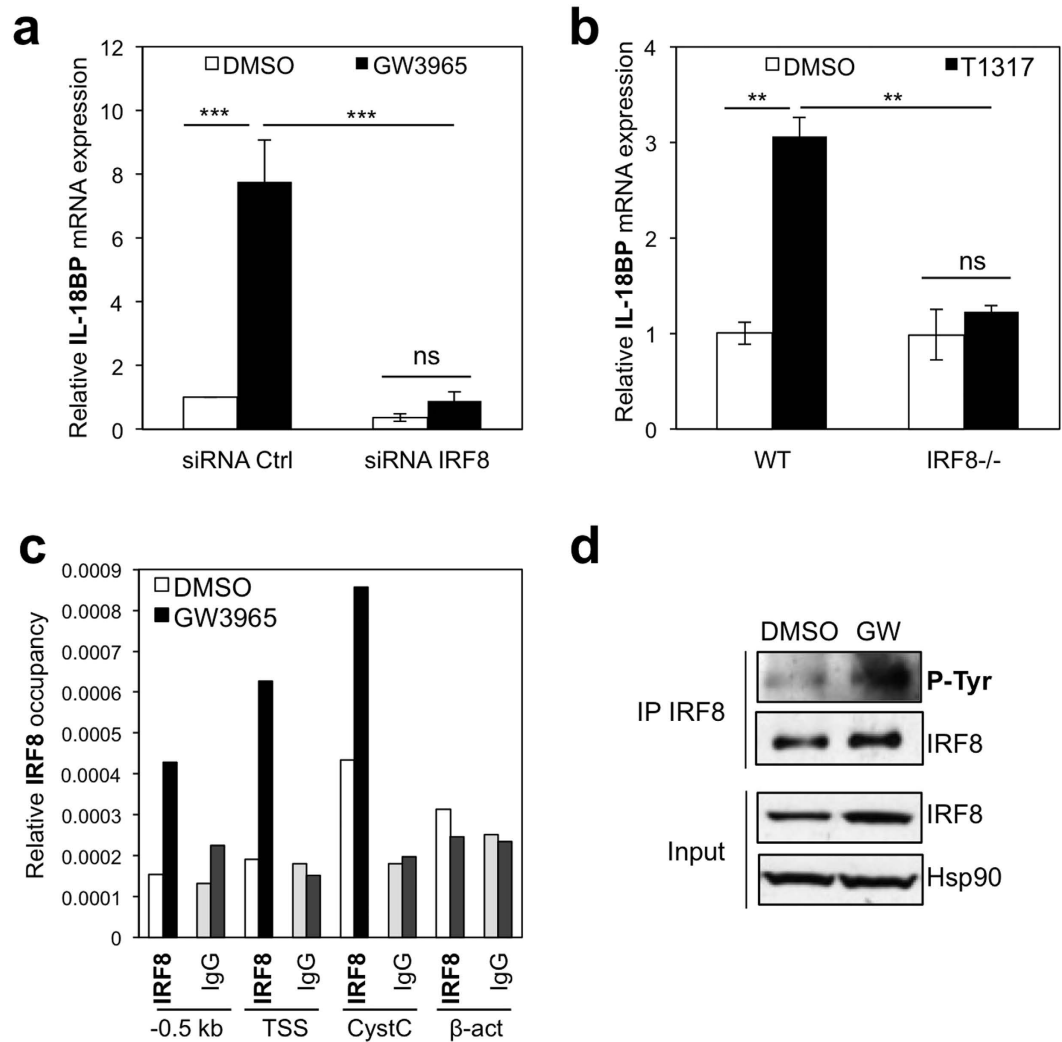 a
12
10
8
6
4
2
0
Relative IL-18BP mRNA expression
DMSO GW3965
***
***
ns
siRNA Ctrl siRNA IRF8
b
4
3
2
1
0
Relative IL-18BP mRNA expression
DMSO T1317
**
**
ns
WT IRF8-/-
c
0.0009
0.0008
0.0007
0.0006
0.0005
0.0004
0.0003
0.0002
0.0001
0
Relative IRF8 occupancy
DMSO
GW3965
IRF8 IgG IRF8 IgG IRF8 IgG IRF8 IgG
-0.5 kb TSS CystC β-act
d
DMSO GW
IP IRF8
P-Tyr
IRF8
Input
IRF8
Hsp90